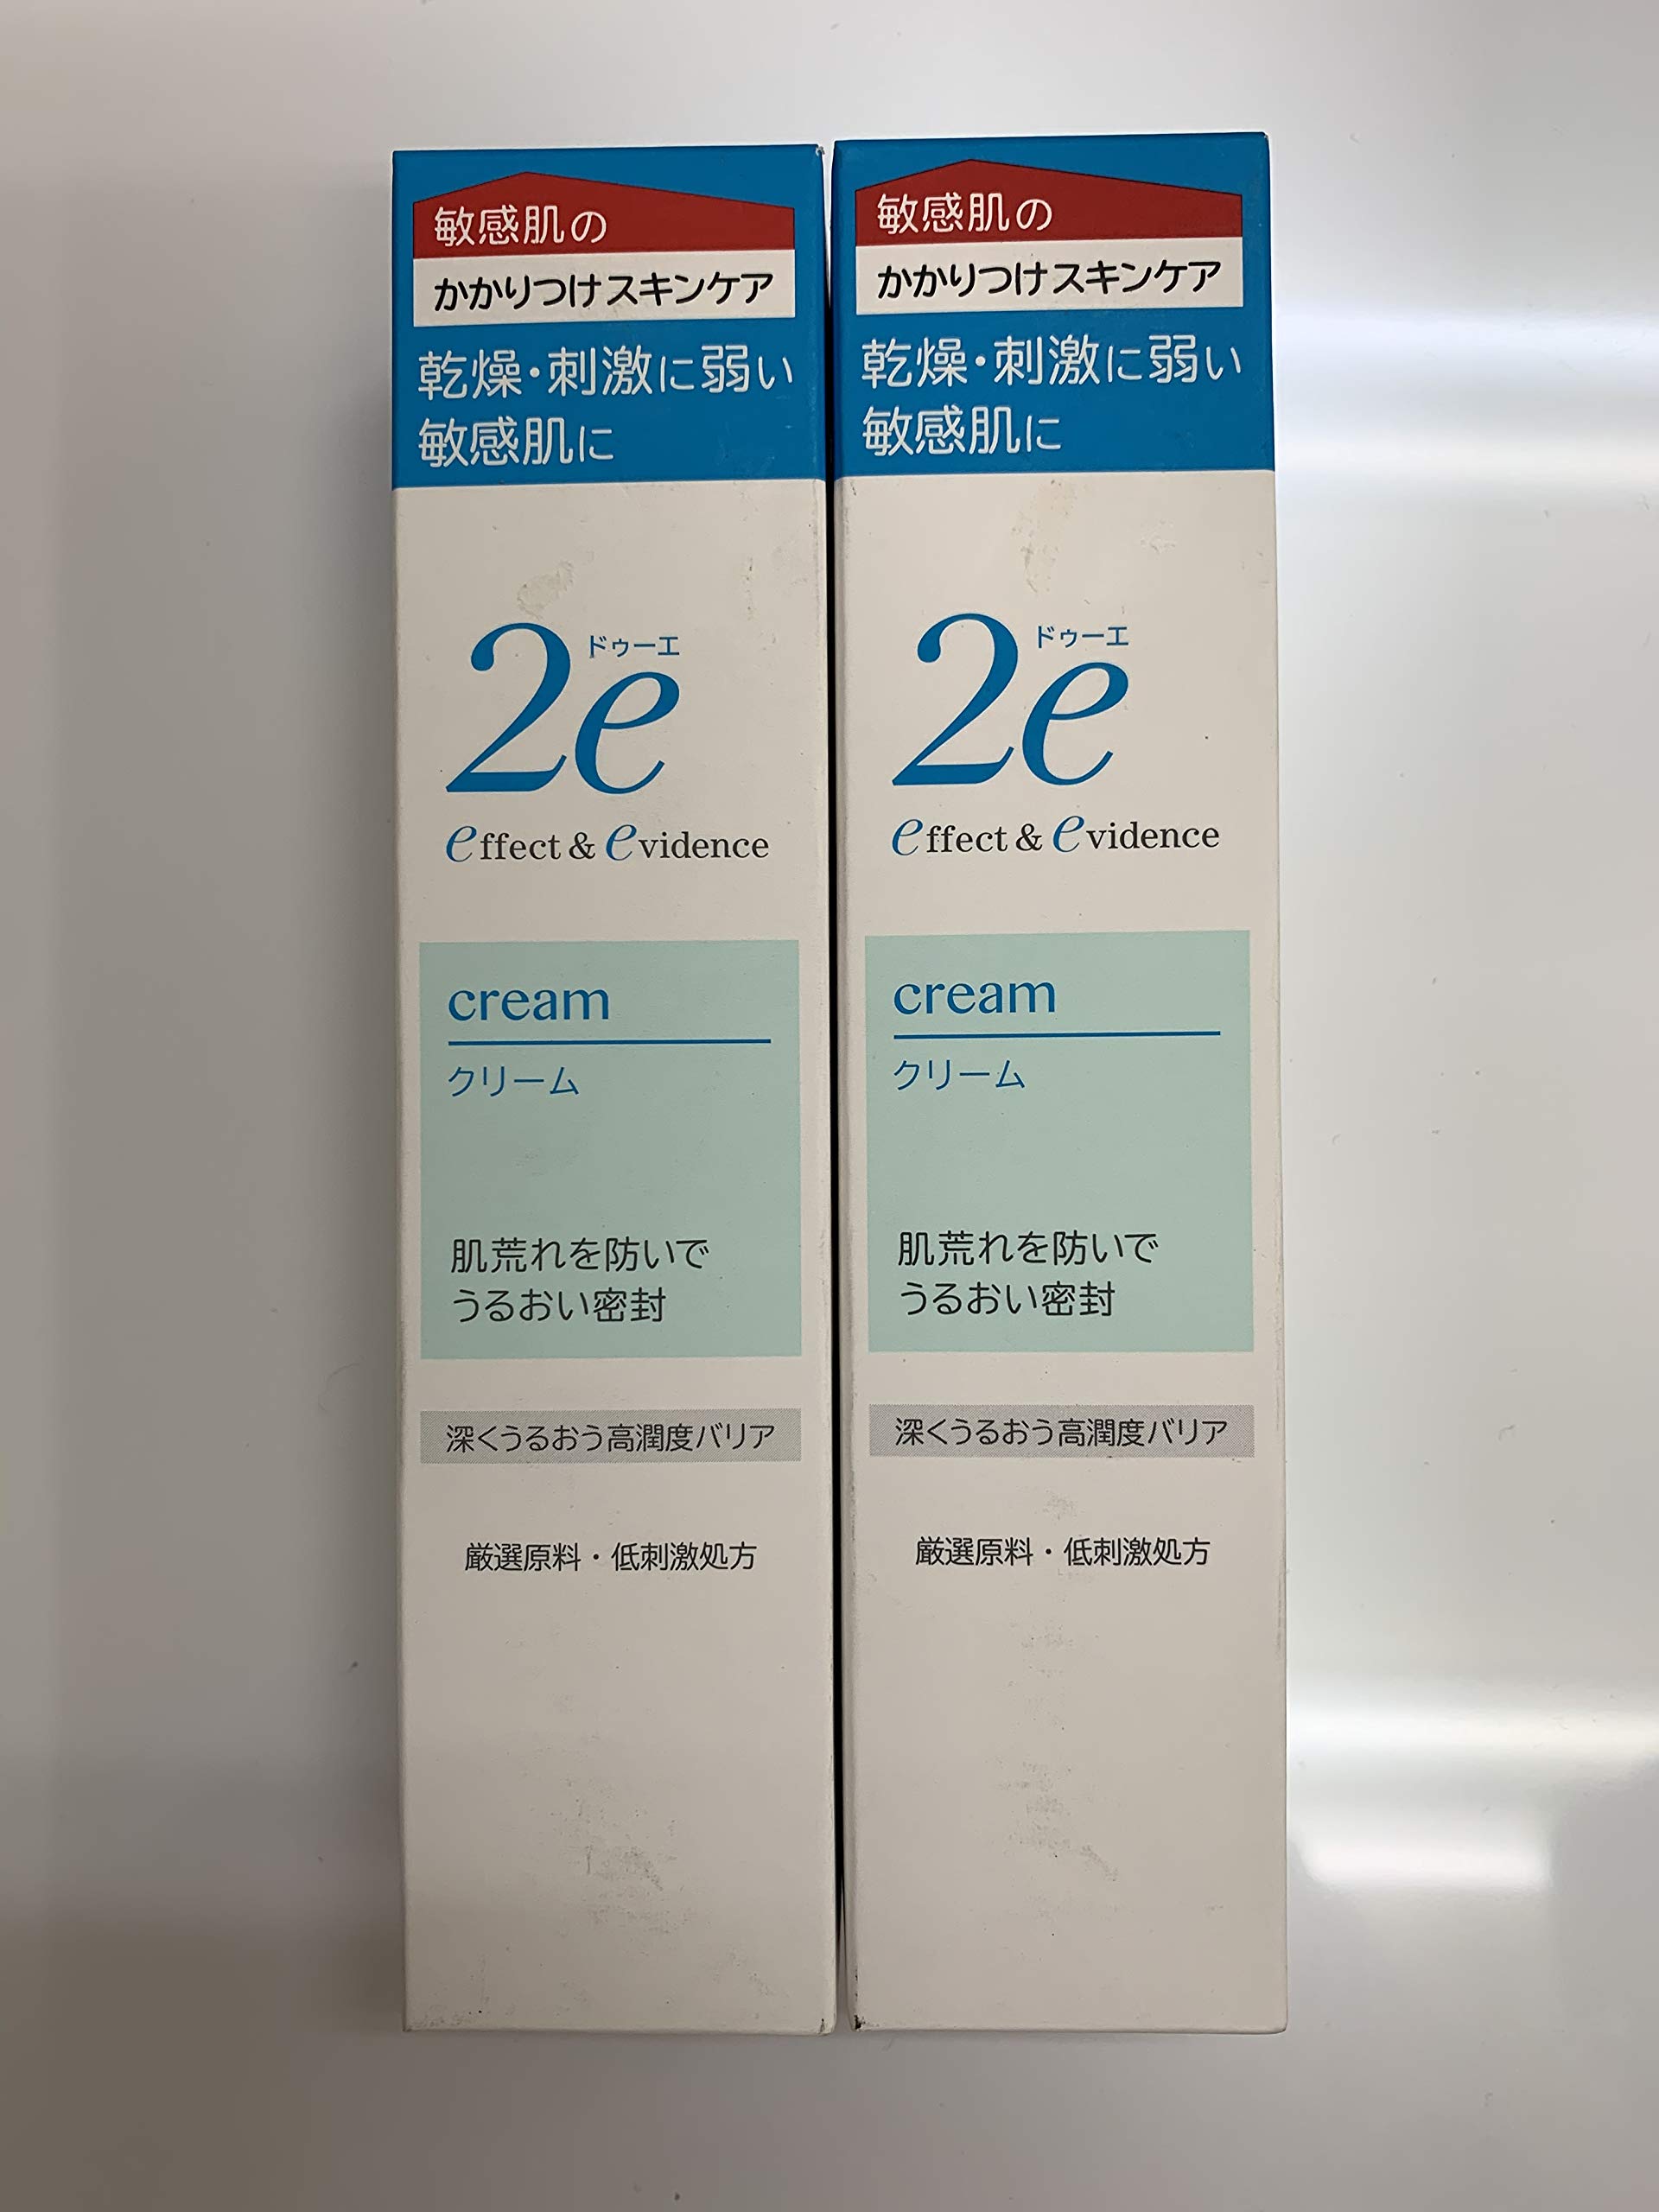 敏感肌の
かかりつけスキンケア
乾燥・刺激に弱い
敏感肌に
2e
ドゥーエ
effect & evidence
cream
クリーム
肌荒れを防いで
うるおい密封
深くうるおう高潤度バリア
厳選原料・低刺激処方
敏感肌の
かかりつけスキンケア
乾燥・刺激に弱い
敏感肌に
2e
ドゥーエ
effect & evidence
cream
クリーム
肌荒れを防いで
うるおい密封
深くうるおう高潤度バリア
厳選原料・低刺激処方